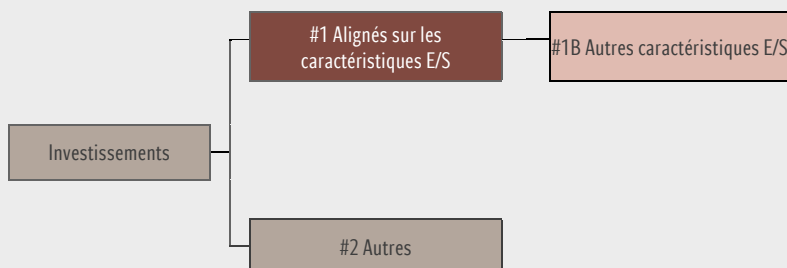 #1 Alignés sur les
caractéristiques E/S
#1B Autres caractéristiques E/S
Investissements
#2 Autres